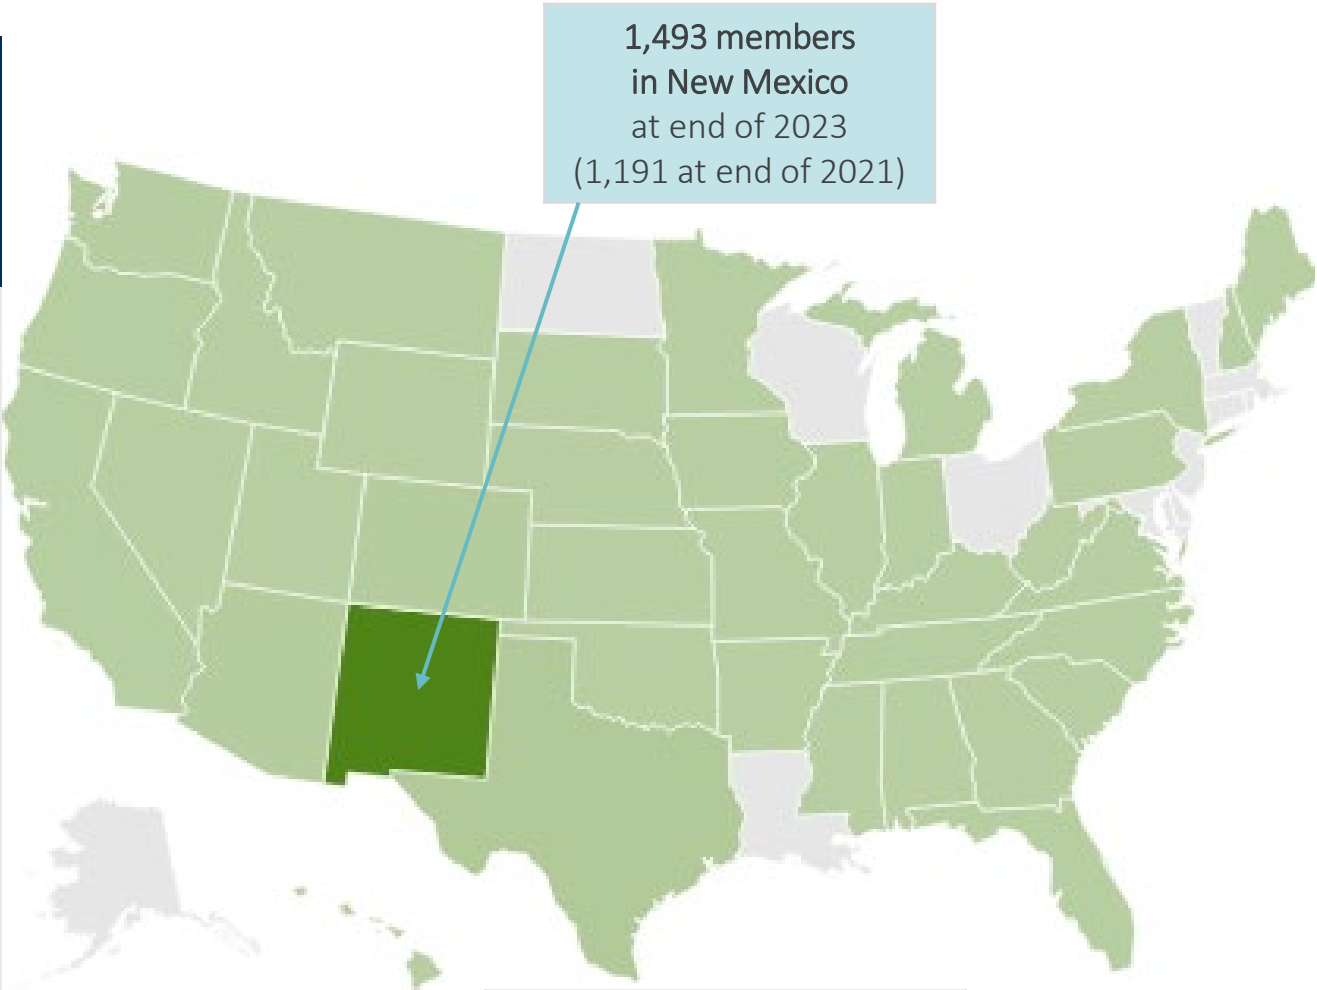 1,493 members
in New Mexico
at end of 2023
(1,191 at end of 2021)